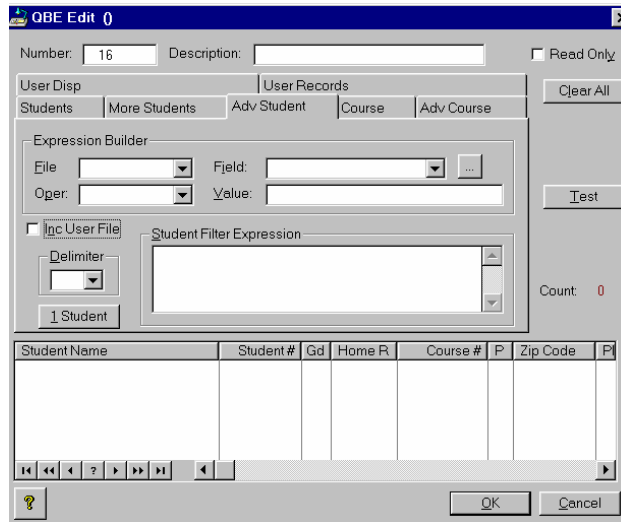 QBE Edit ()
Number: 16 Description: Read Only
User Disp User Records Clear All
Students More Students Adv Student Course Adv Course
Expression Builder
File Field: ...
Oper: Value: Test
Inc User File Student Filter Expression
Delimiter
Count: 0
1 Student
Student Name Student # Gd Home R Course # P Zip Code
?
? OK Cancel